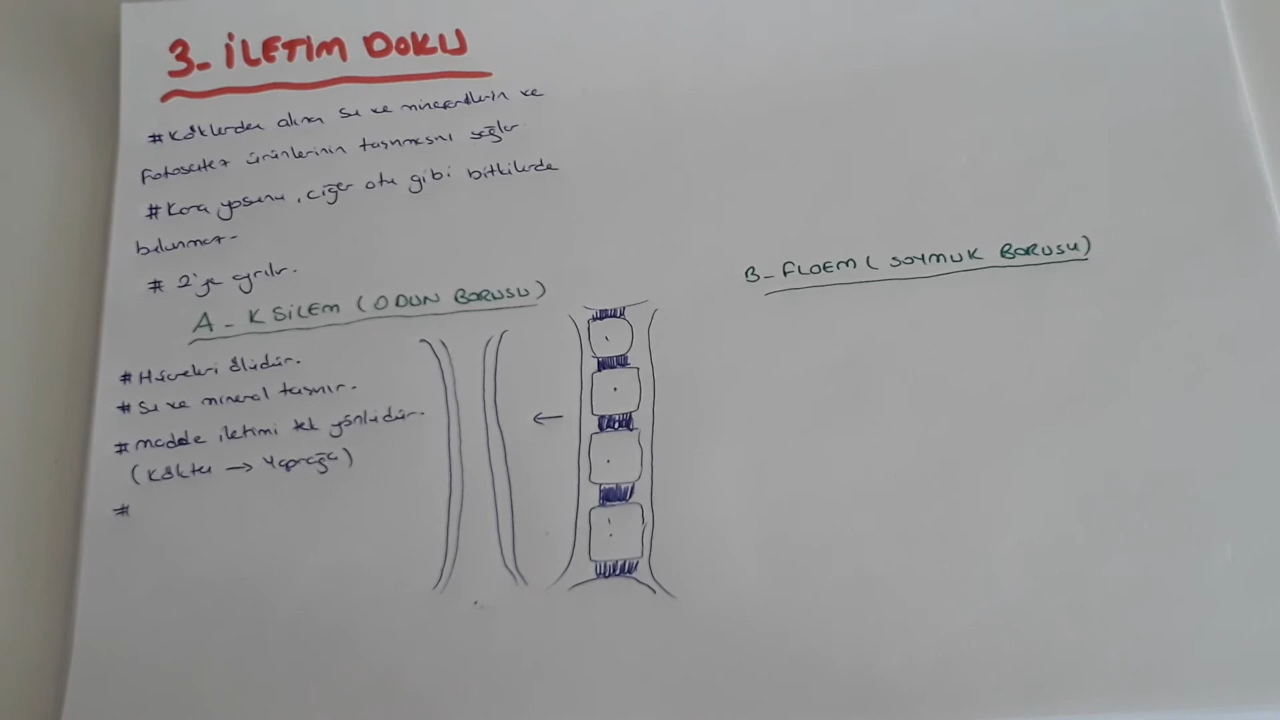 3- İLETİM DOKU
# Köklerden alınan su ve minerallerin ve
fotosentez ürünlerinin taşınmasını sağlar.
# Kara yosunu, ciğer otu gibi bitkilerde
bulunmaz.
# 2'ye ayrılır.
A - KSİLEM (ODUN BORUSU)
# Hücreleri ölüdür.
# Su ve mineral taşınır.
# madde iletimi tek yönlüdür.
(Kökten → Yaprağa)
#
B - FLOEM ( SOYMUK BORUSU)